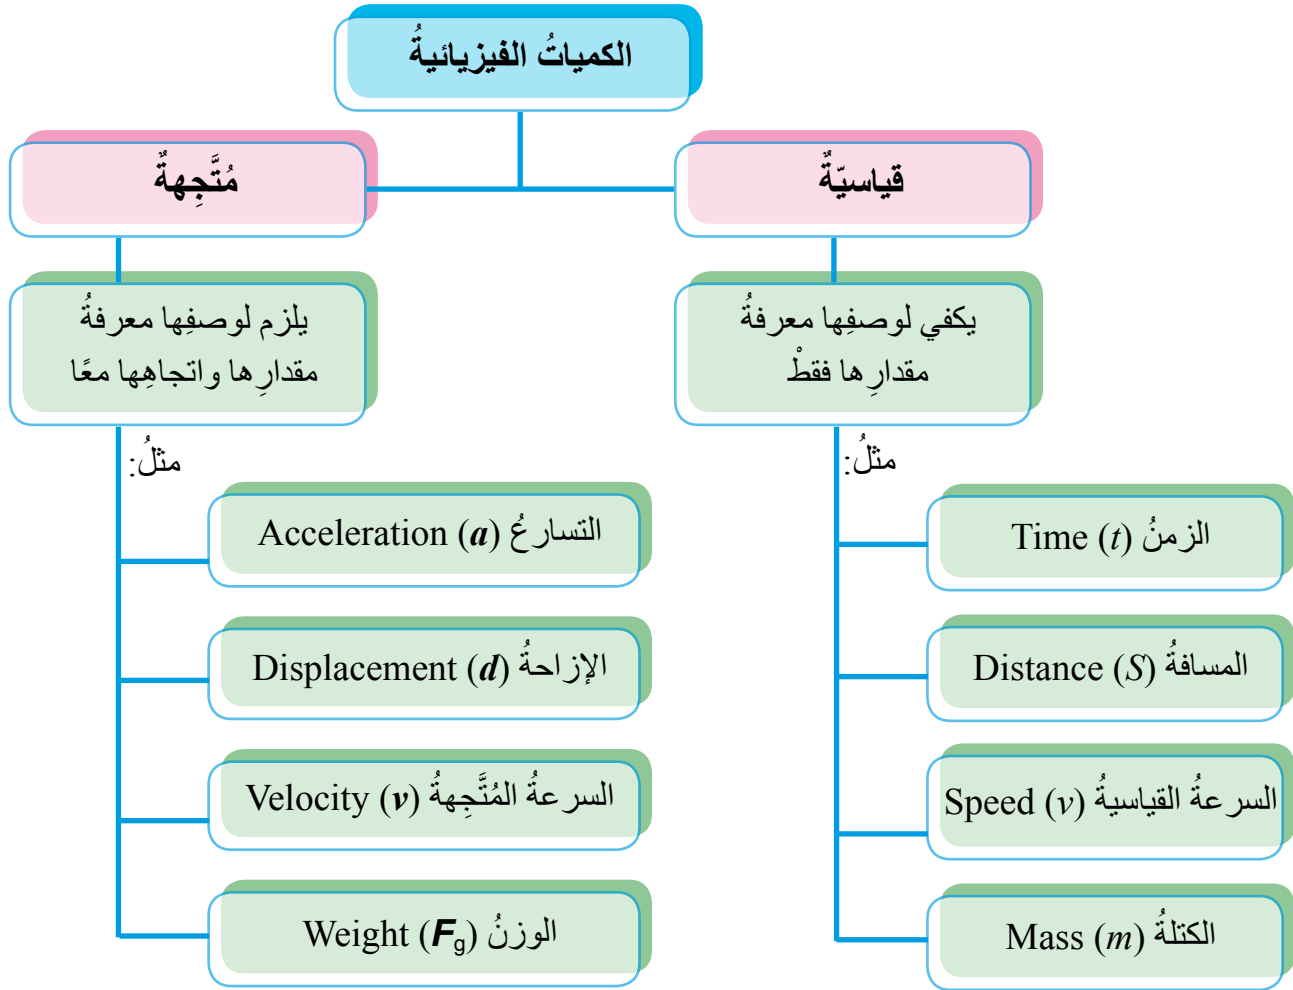 الكمياتُ الفيزيائيةُ
قياسيّةٌ
يكفي لوصفِها معرفةُ
مقدارِها فقطْ
مثلُ:
الزمنُ Time (t)
المسافةُ Distance (S)
السرعةُ القياسيةُ Speed (v)
الكتلةُ Mass (m)
مُتَّجِهةٌ
يلزم لوصفِها معرفةُ
مقدارِها واتجاهِها معًا
مثلُ:
التسارعُ Acceleration (a)
الإزاحةُ Displacement (d)
السرعةُ المُتَّجِهةُ Velocity (v)
الوزنُ Weight (Fg)